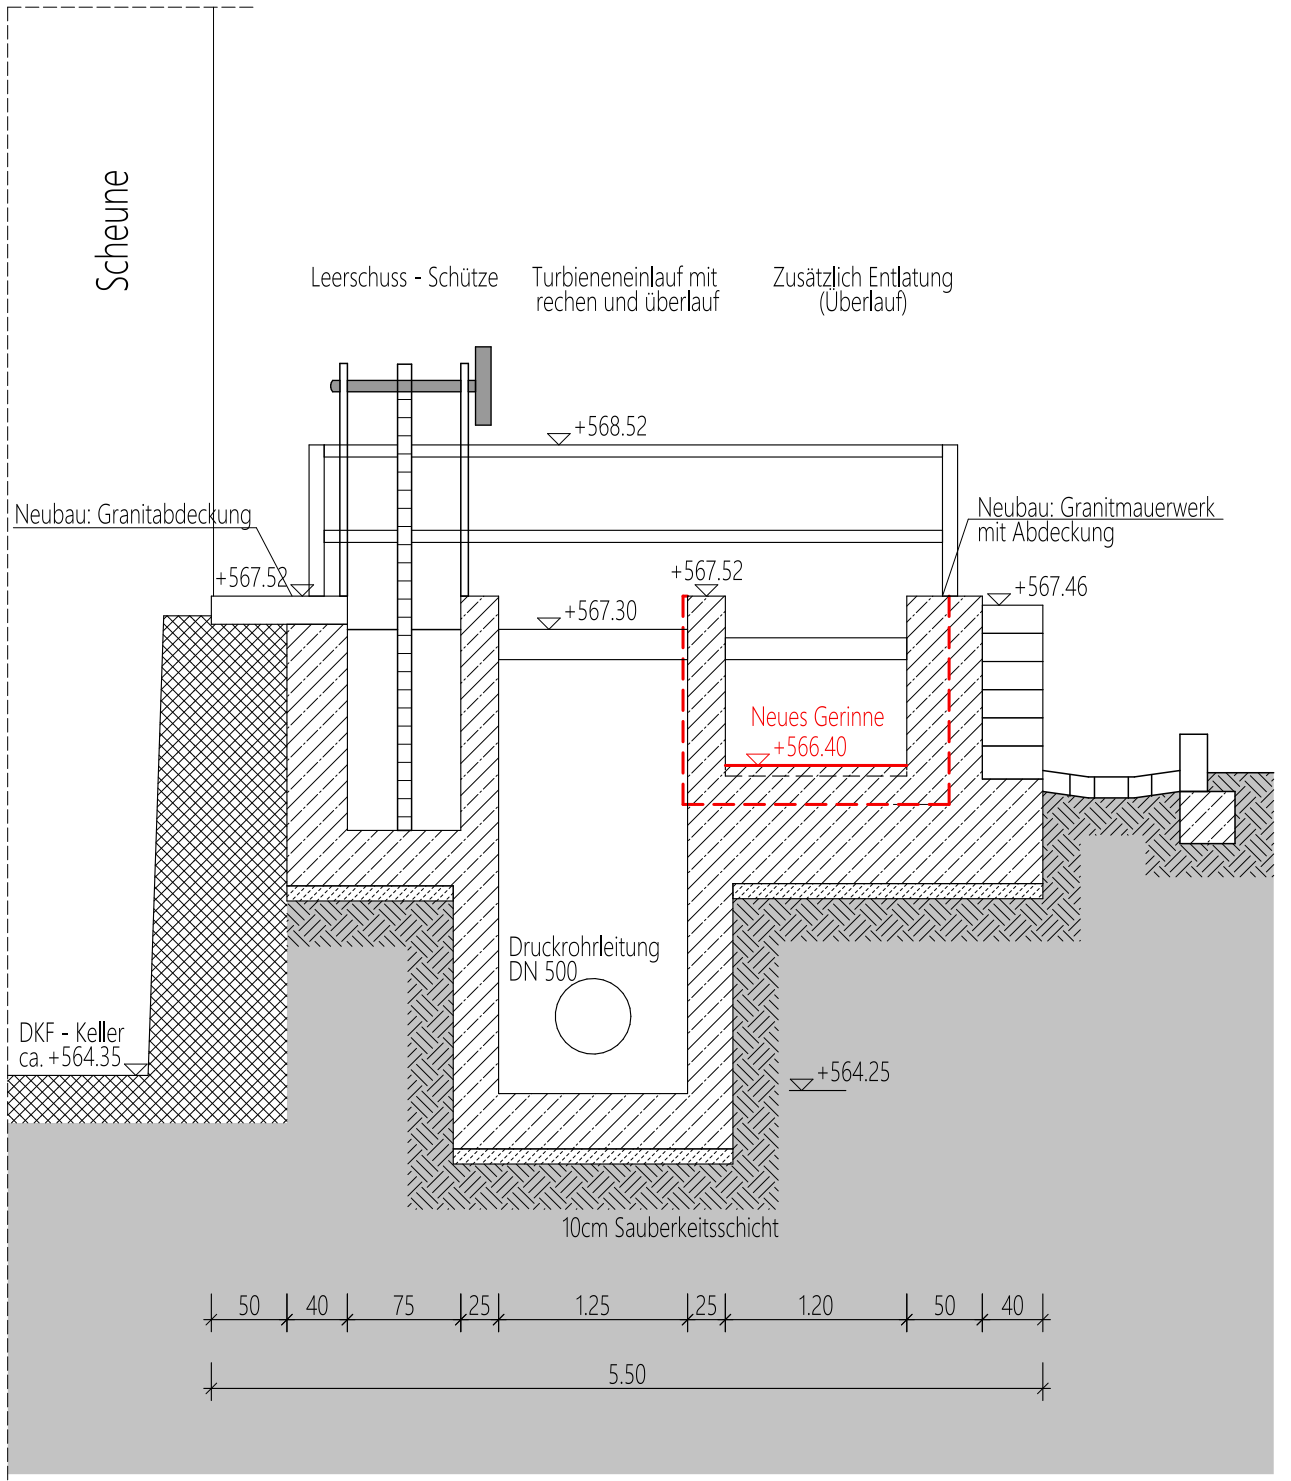 Scheune
Leerschuss - Schütze
Turbieneneinlauf mit
rechen und überlauf
Zusätzlich Entlatung
(Überlauf)
+568.52
Neubau: Granitabdeckung
Neubau: Granitmauerwerk
mit Abdeckung
+567.52
+567.52
+567.46
+567.30
Neues Gerinne
+566.40
Druckrohrleitung
DN 500
DKF - Keller
ca. +564.35
+564.25
10cm Sauberkeitsschicht
50 40 75 25 1.25 25 1.20 50 40
5.50